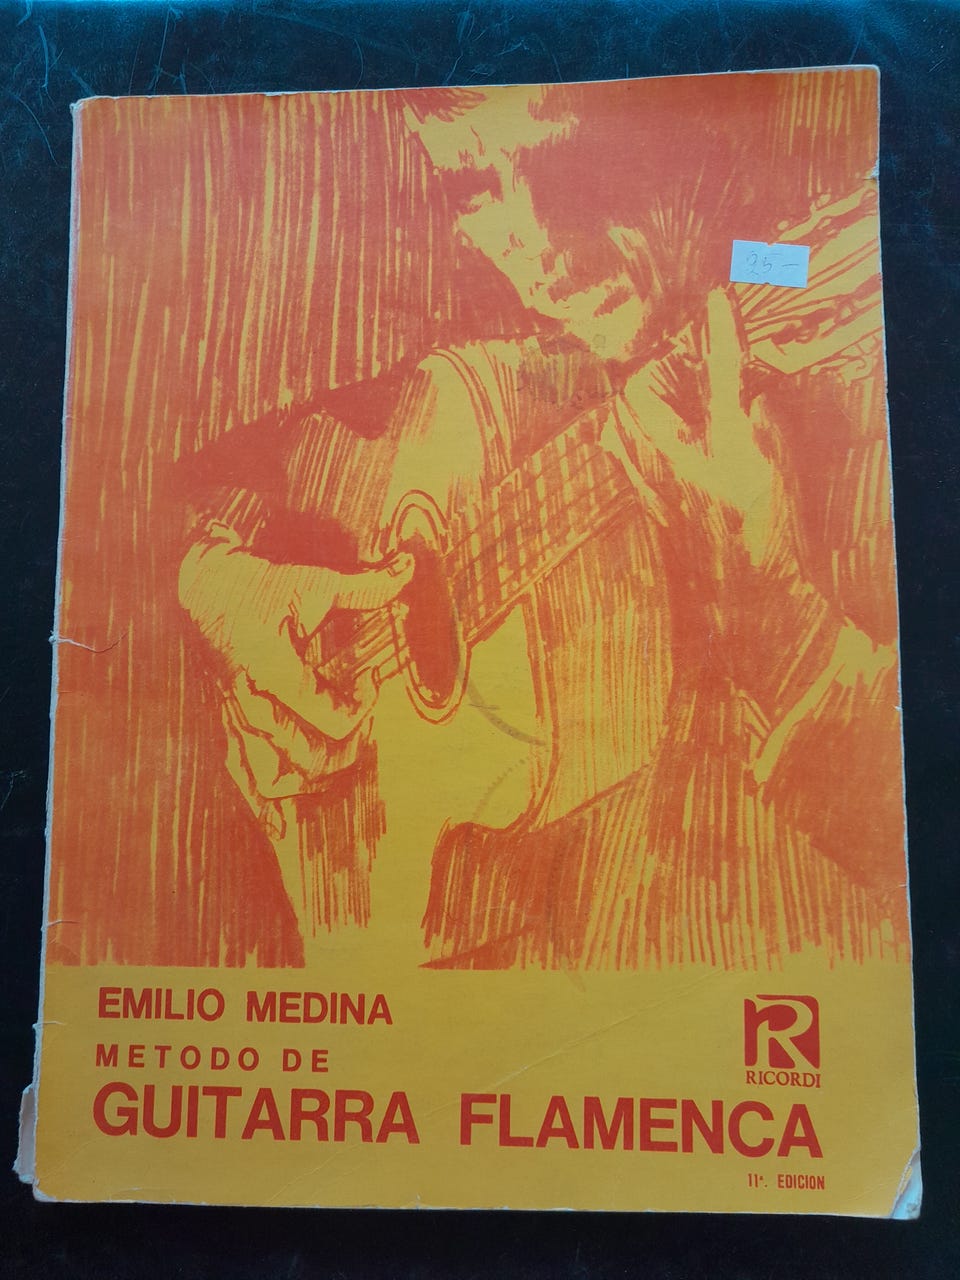 25 –
EMILIO MEDINA
METODO DE
GUITARRA FLAMENCA
R
RICORDI
11ª. EDICION